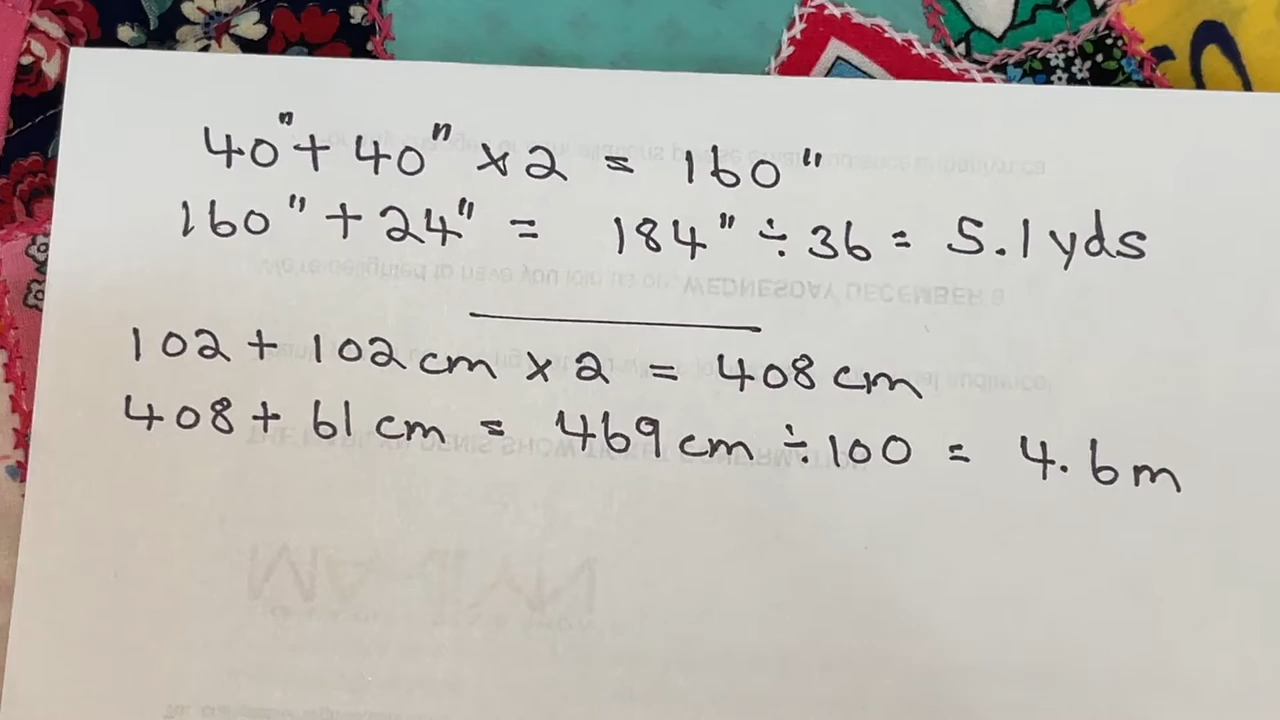 40" + 40" x 2 = 160"
160" + 24" = 184" ÷ 36 = 5.1 yds
102 + 102 cm x 2 = 408 cm
408 + 61 cm = 469 cm ÷ 100 = 4.6 m